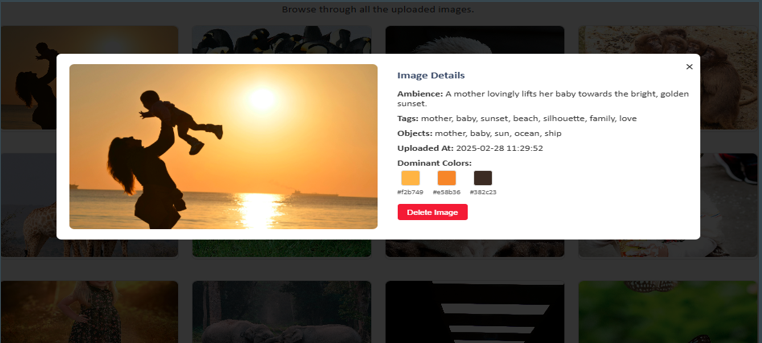 Browse through all the uploaded images.
×
Image Details
Ambience: A mother lovingly lifts her baby towards the bright, golden
sunset.
Tags: mother, baby, sunset, beach, silhouette, family, love
Objects: mother, baby, sun, ocean, ship
Uploaded At: 2025-02-28 11:29:52
Dominant Colors:
#f2b749 #e58b36 #382c23
Delete Image